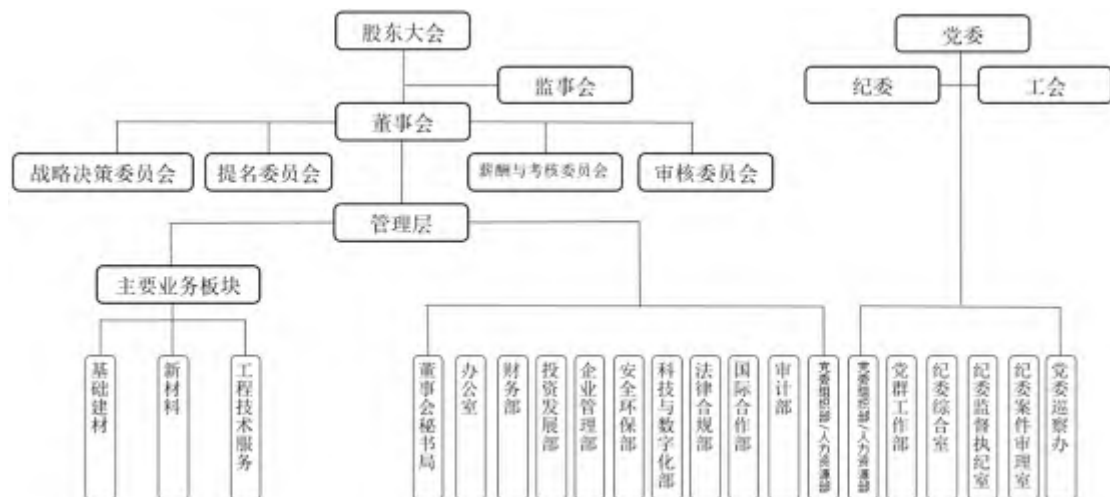 股东大会
党委
监事会
纪委
工会
董事会
战略决策委员会
提名委员会
薪酬与考核委员会
审核委员会
管理层
主要业务板块
基础建材
新材料
工程技术服务
董事会秘书局
办公室
财务部
投资发展部
企业管理部
安全环保部
科技与数字化部
法律合规部
国际合作部
审计部
党委组织部/人力资源部
党委组织部/人力资源部
党群工作部
纪委综合室
纪委监督执纪室
纪委案件审理室
党委巡察办